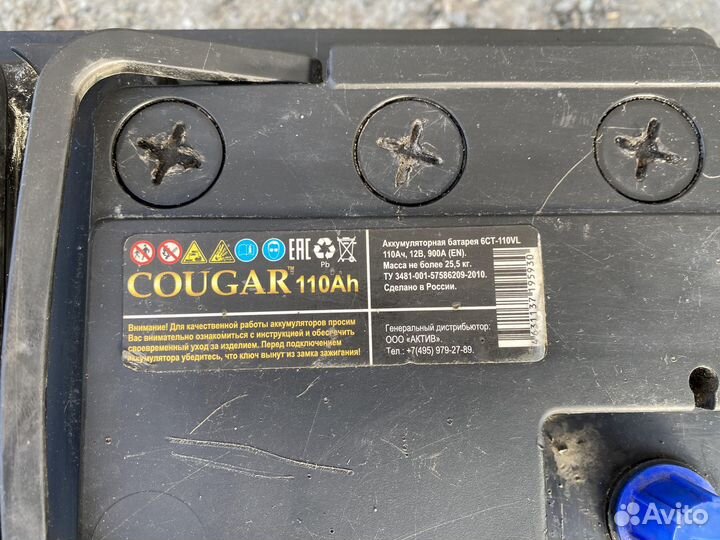 EAC
Pb
COUGAR™ 110Ah
Внимание! Для качественной работы аккумуляторов просим
Вас внимательно ознакомиться с инструкцией и обеспечить
своевременный уход за изделием. Перед подключением
аккумулятора убедитесь, что ключ вынут из замка зажигания!
Аккумуляторная батарея 6СТ-110VL
110Ач, 12В, 900А (EN).
Масса не более 25,5 кг.
ТУ 3481-001-57586209-2010.
Сделано в России.
Генеральный дистрибьютор:
ООО «АКТИВ».
Тел.: +7(495) 979-27-89.
Avito